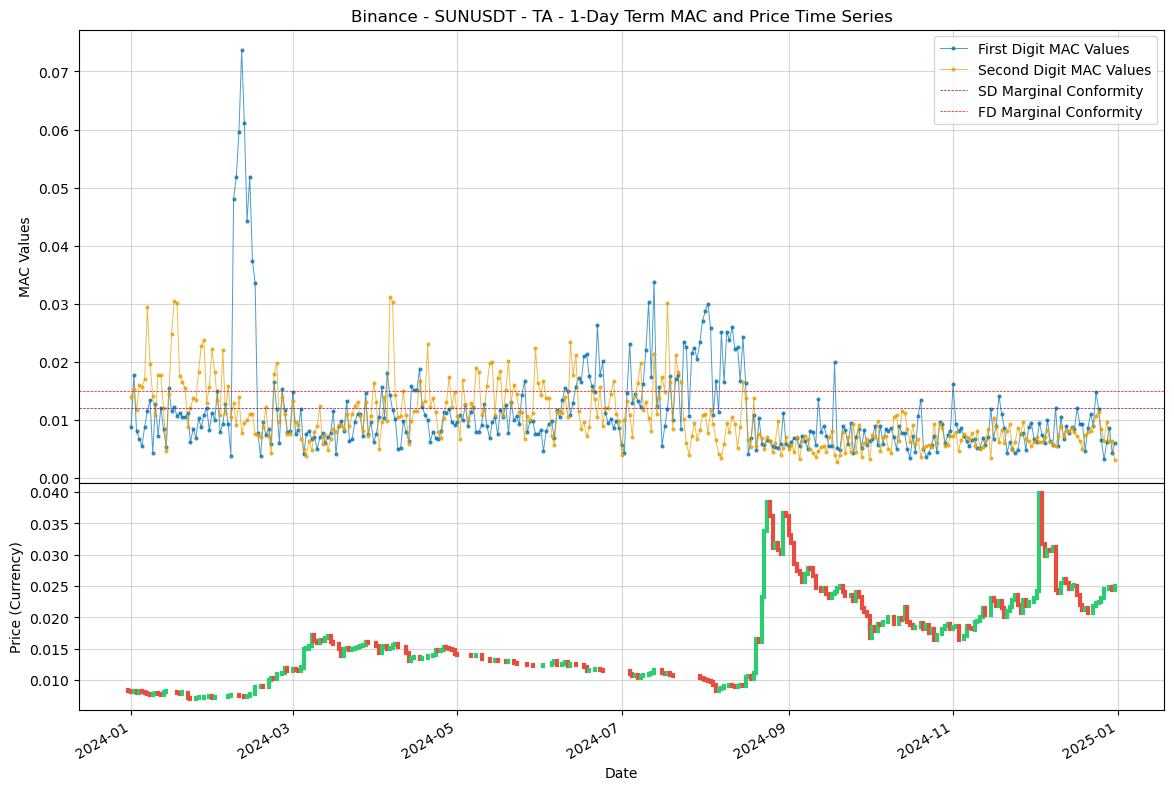 Binance - SUNUSDT - TA - 1-Day Term MAC and Price Time Series
First Digit MAC Values
Second Digit MAC Values
SD Marginal Conformity
FD Marginal Conformity
MAC Values
0.07
0.06
0.05
0.04
0.03
0.02
0.01
0.00
Price (Currency)
0.040
0.035
0.030
0.025
0.020
0.015
0.010
2024-01
2024-03
2024-05
2024-07
2024-09
2024-11
2025-01
Date